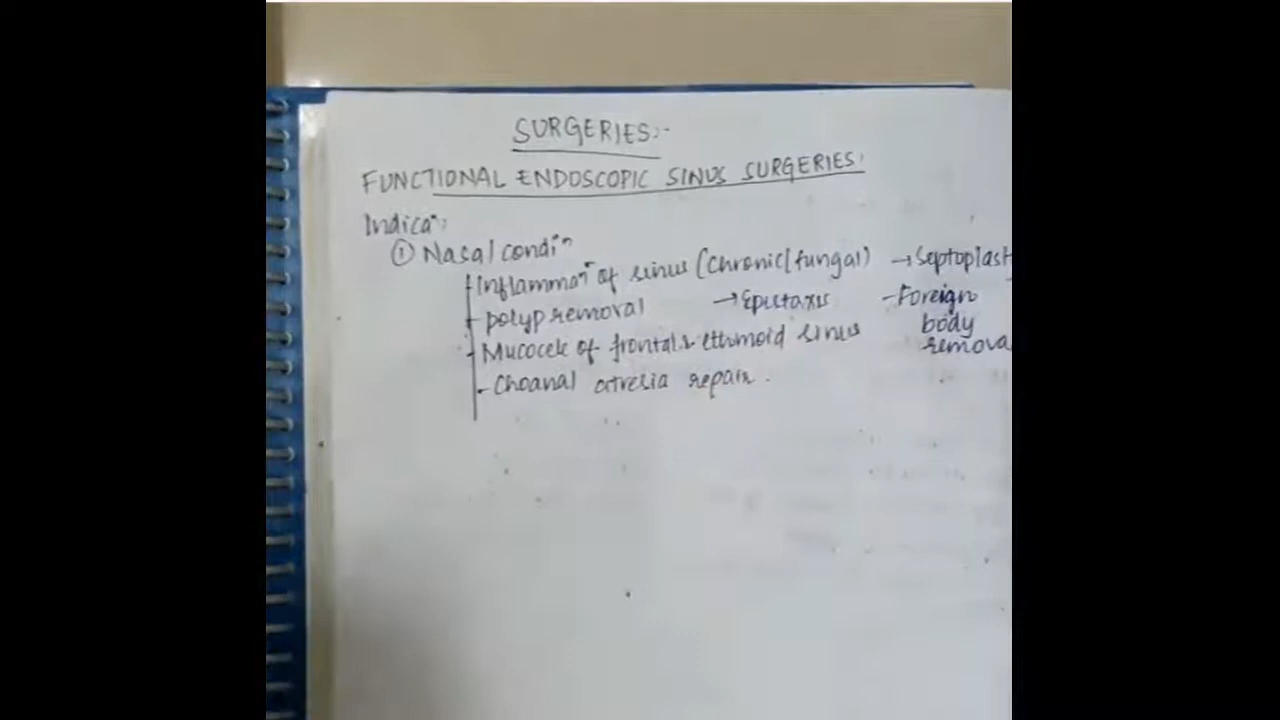 SURGERIES:-
FUNCTIONAL ENDOSCOPIC SINUS SURGERIES:
Indicaⁿ:
① Nasal condiⁿ
Inflammaⁿ of sinus (Chronic/fungal) → Septoplast
- polyp removal → Epistaxis - Foreign
body
- Mucocele of frontal & ethmoid sinus remova
- Choanal atresia repair.